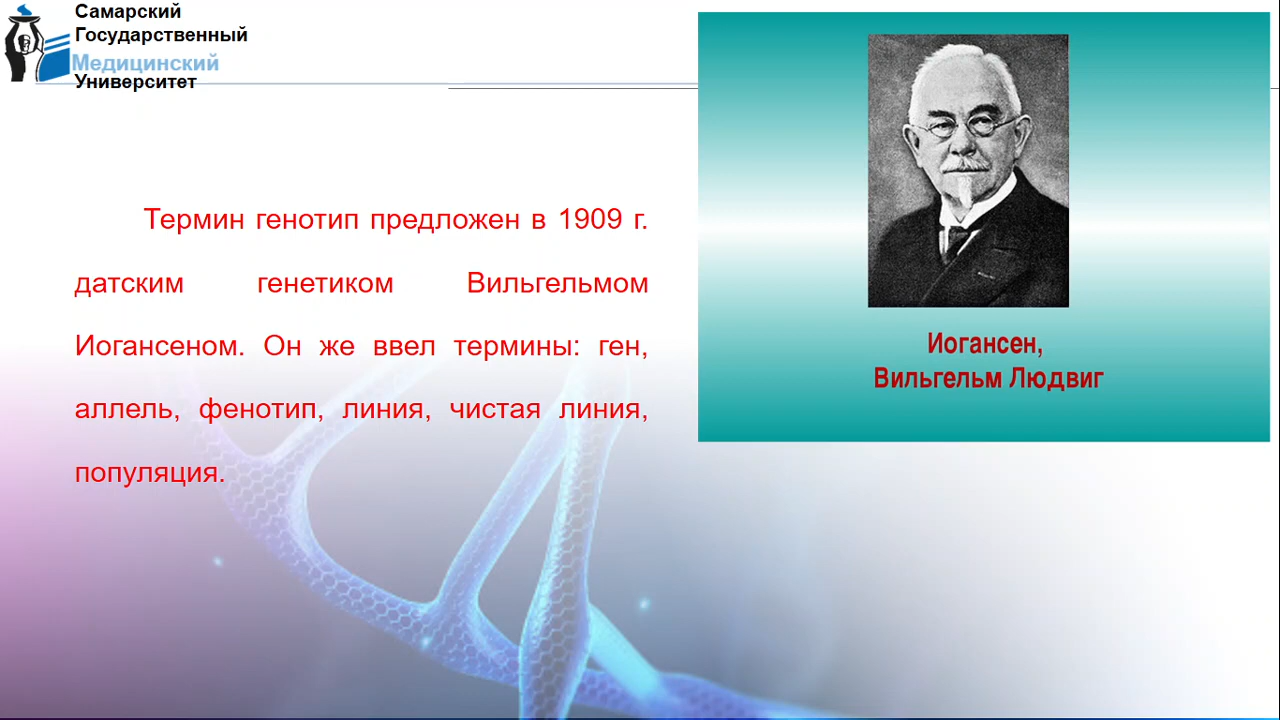 Самарский
Государственный
Медицинский
Университет
Термин генотип предложен в 1909 г.
датским генетиком Вильгельмом
Иогансеном. Он же ввел термины: ген,
аллель, фенотип, линия, чистая линия,
популяция.
Иогансен,
Вильгельм Людвиг